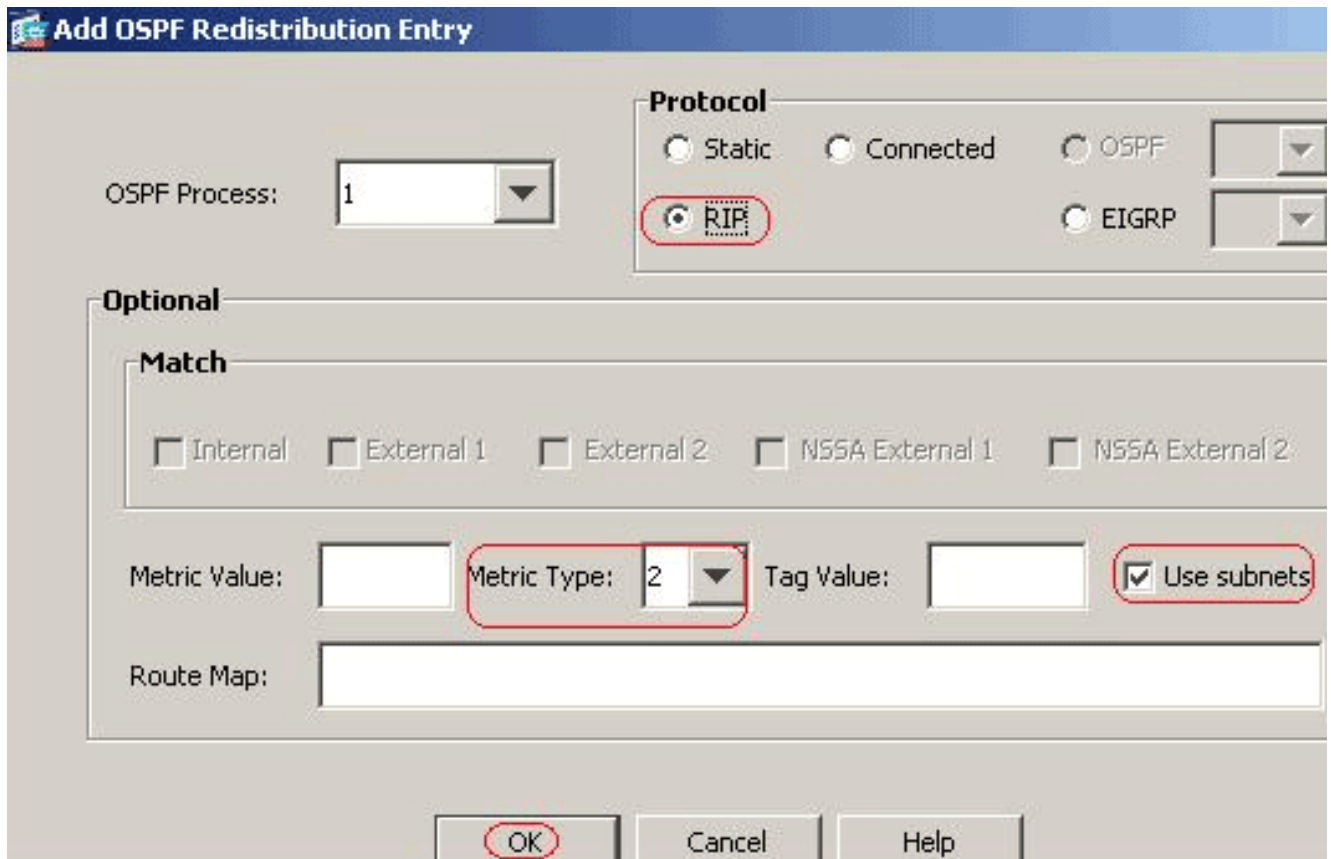 Add OSPF Redistribution Entry
Protocol
Static Connected OSPF
OSPF Process: 1
RIP EIGRP
Optional
Match
Internal External 1 External 2 NSSA External 1 NSSA External 2
Metric Value: Metric Type: 2 Tag Value: Use subnets
Route Map:
OK Cancel Help